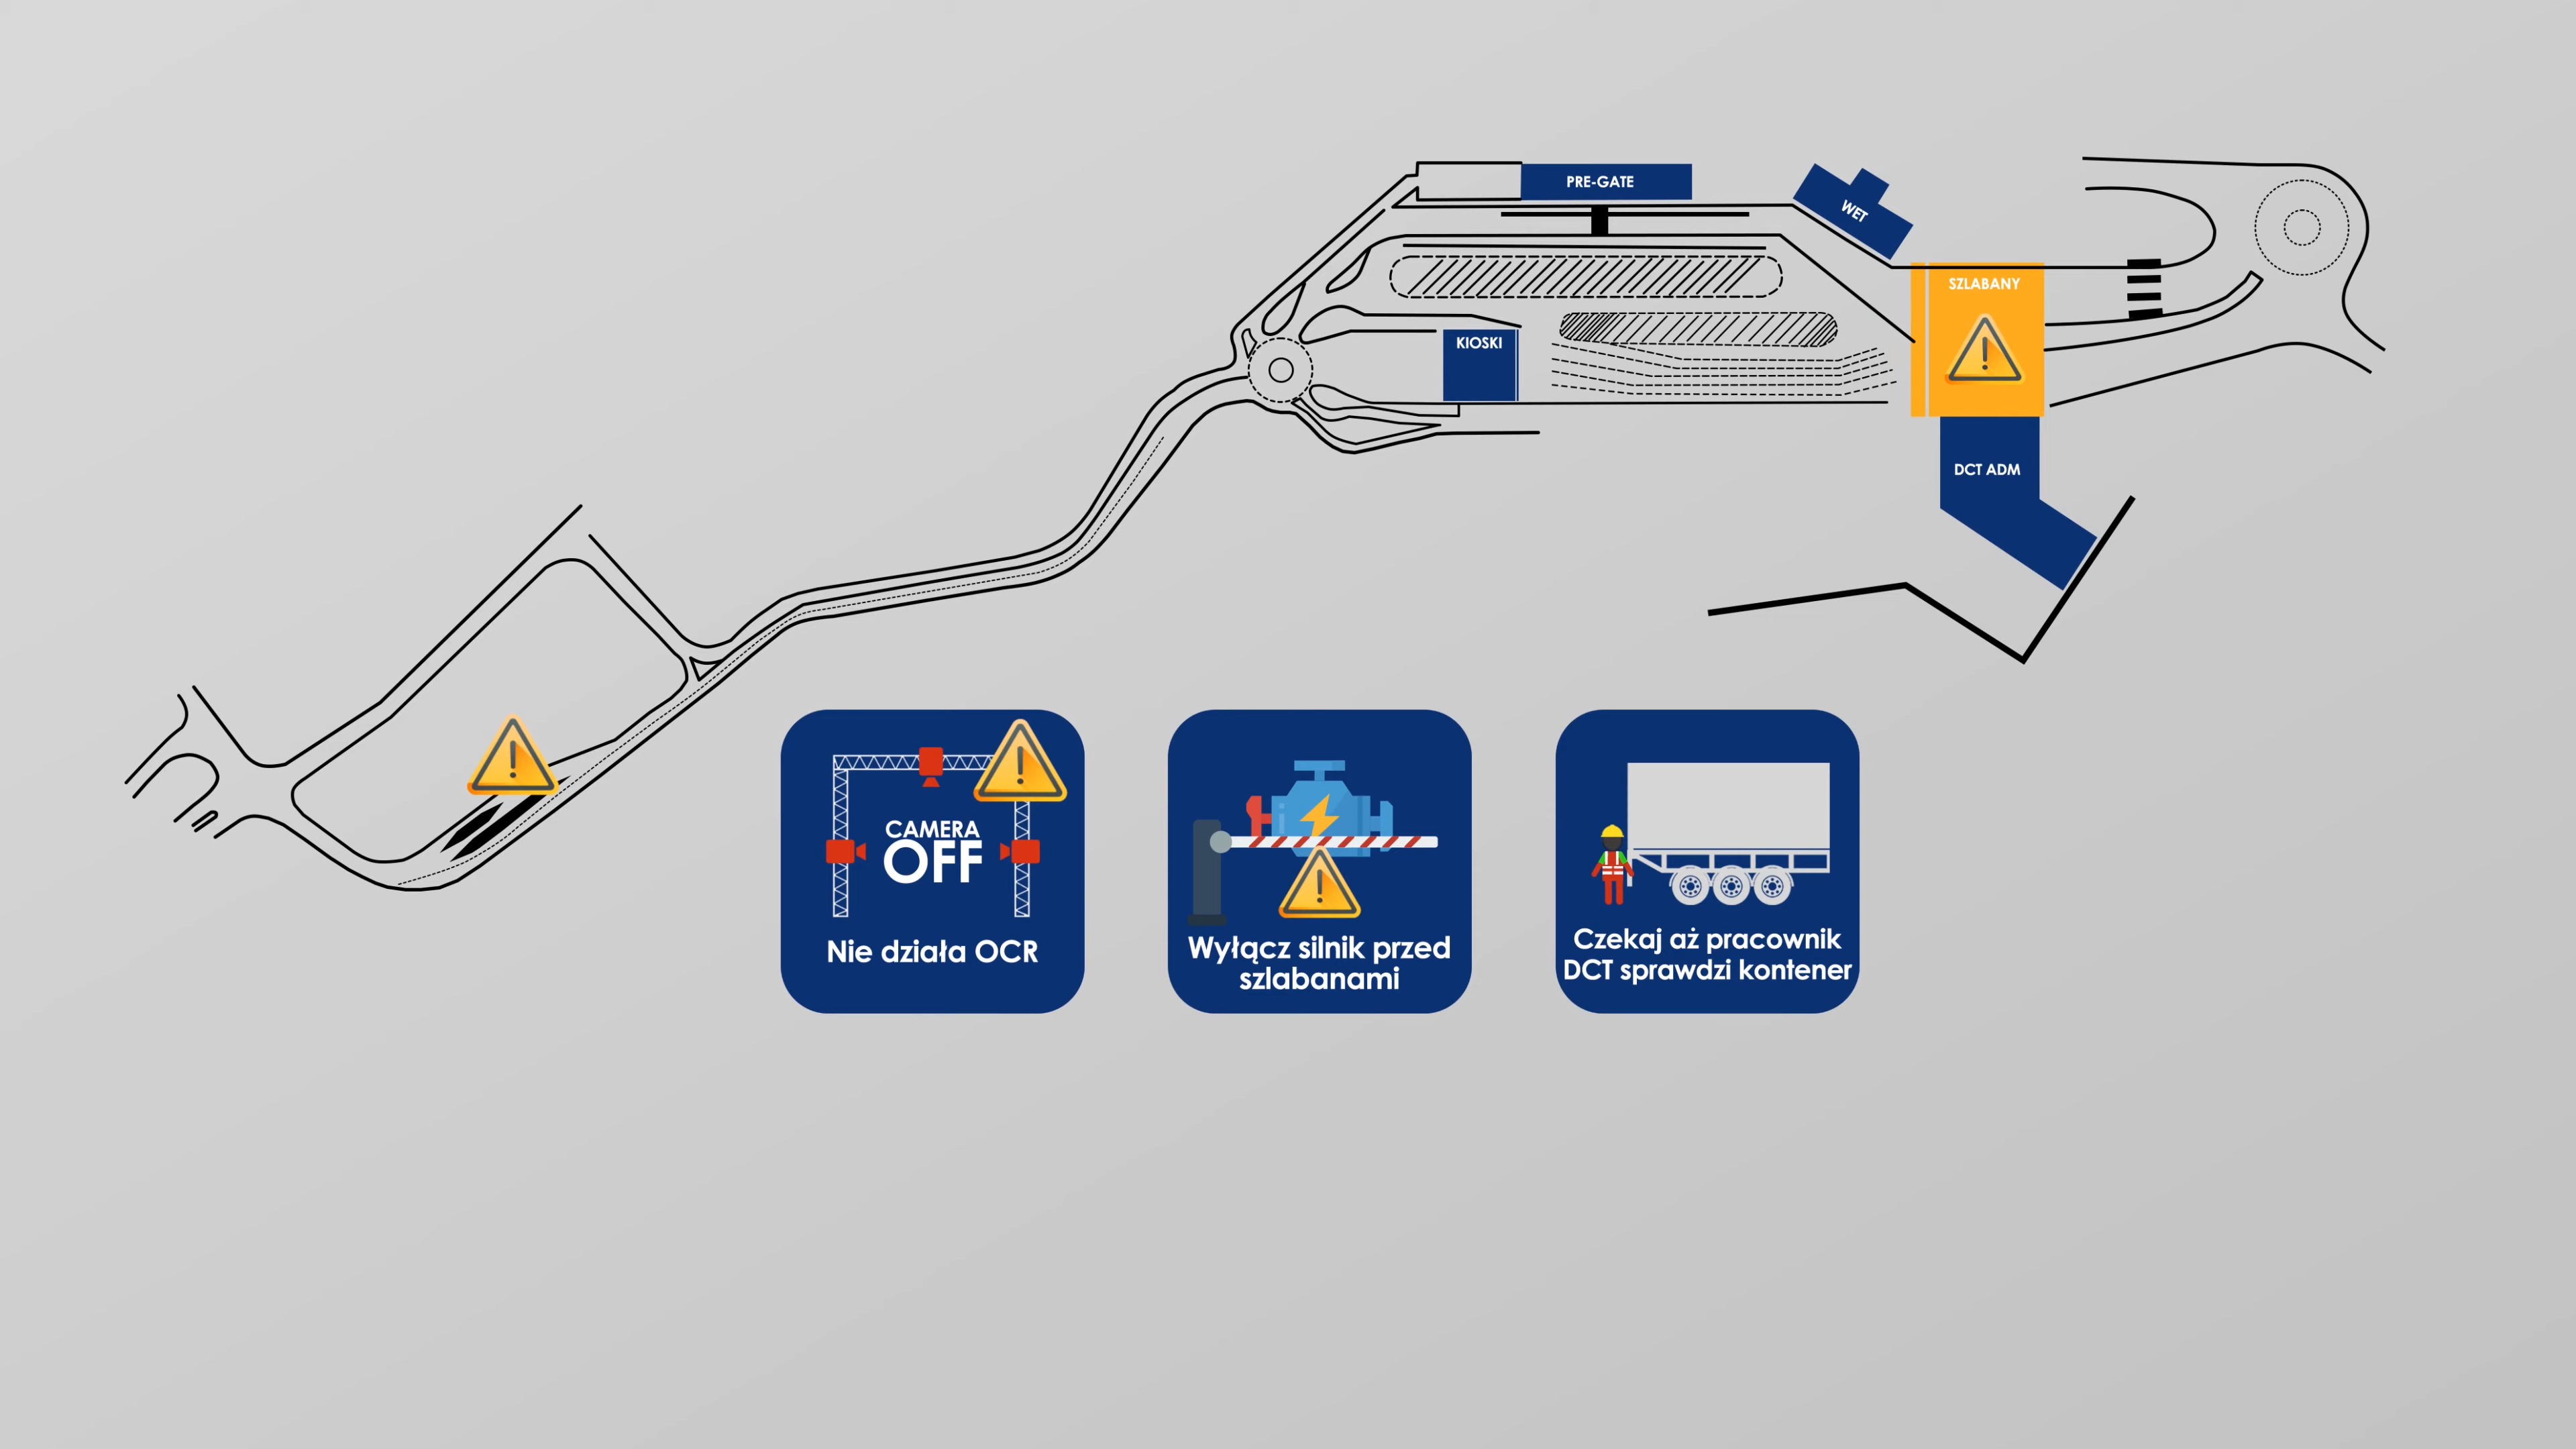 PRE-GATE
WET
SZLABANY
KIOSKI
DCT ADM
CAMERA
OFF
Nie działa OCR
Wyłącz silnik przed
szlabanami
Czekaj aż pracownik
DCT sprawdzi kontener